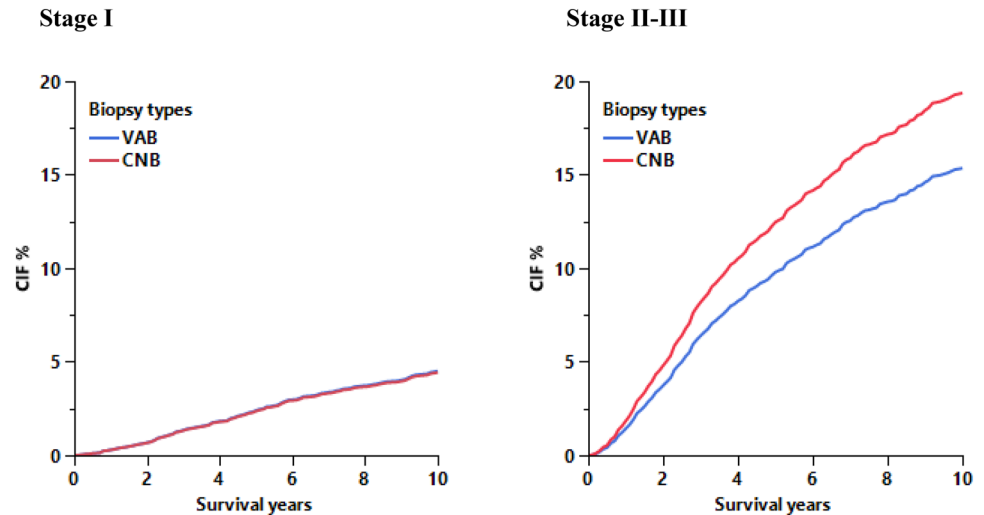 Stage I
20
15
10
5
0
CIF %
Biopsy types
VAB
CNB
0 2 4 6 8 10
Survival years
Stage II-III
20
15
10
5
0
CIF %
Biopsy types
VAB
CNB
0 2 4 6 8 10
Survival years